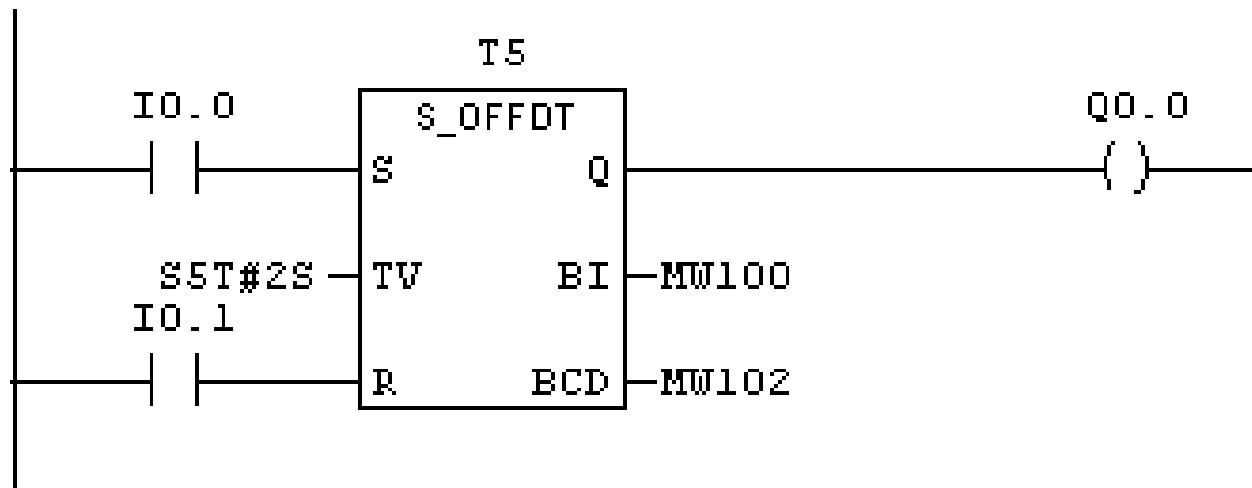 T5
I0.0
S_OFFDT
Q0.0
S
Q
S5T#2S
TV
BI
MW100
I0.1
R
BCD
MW102